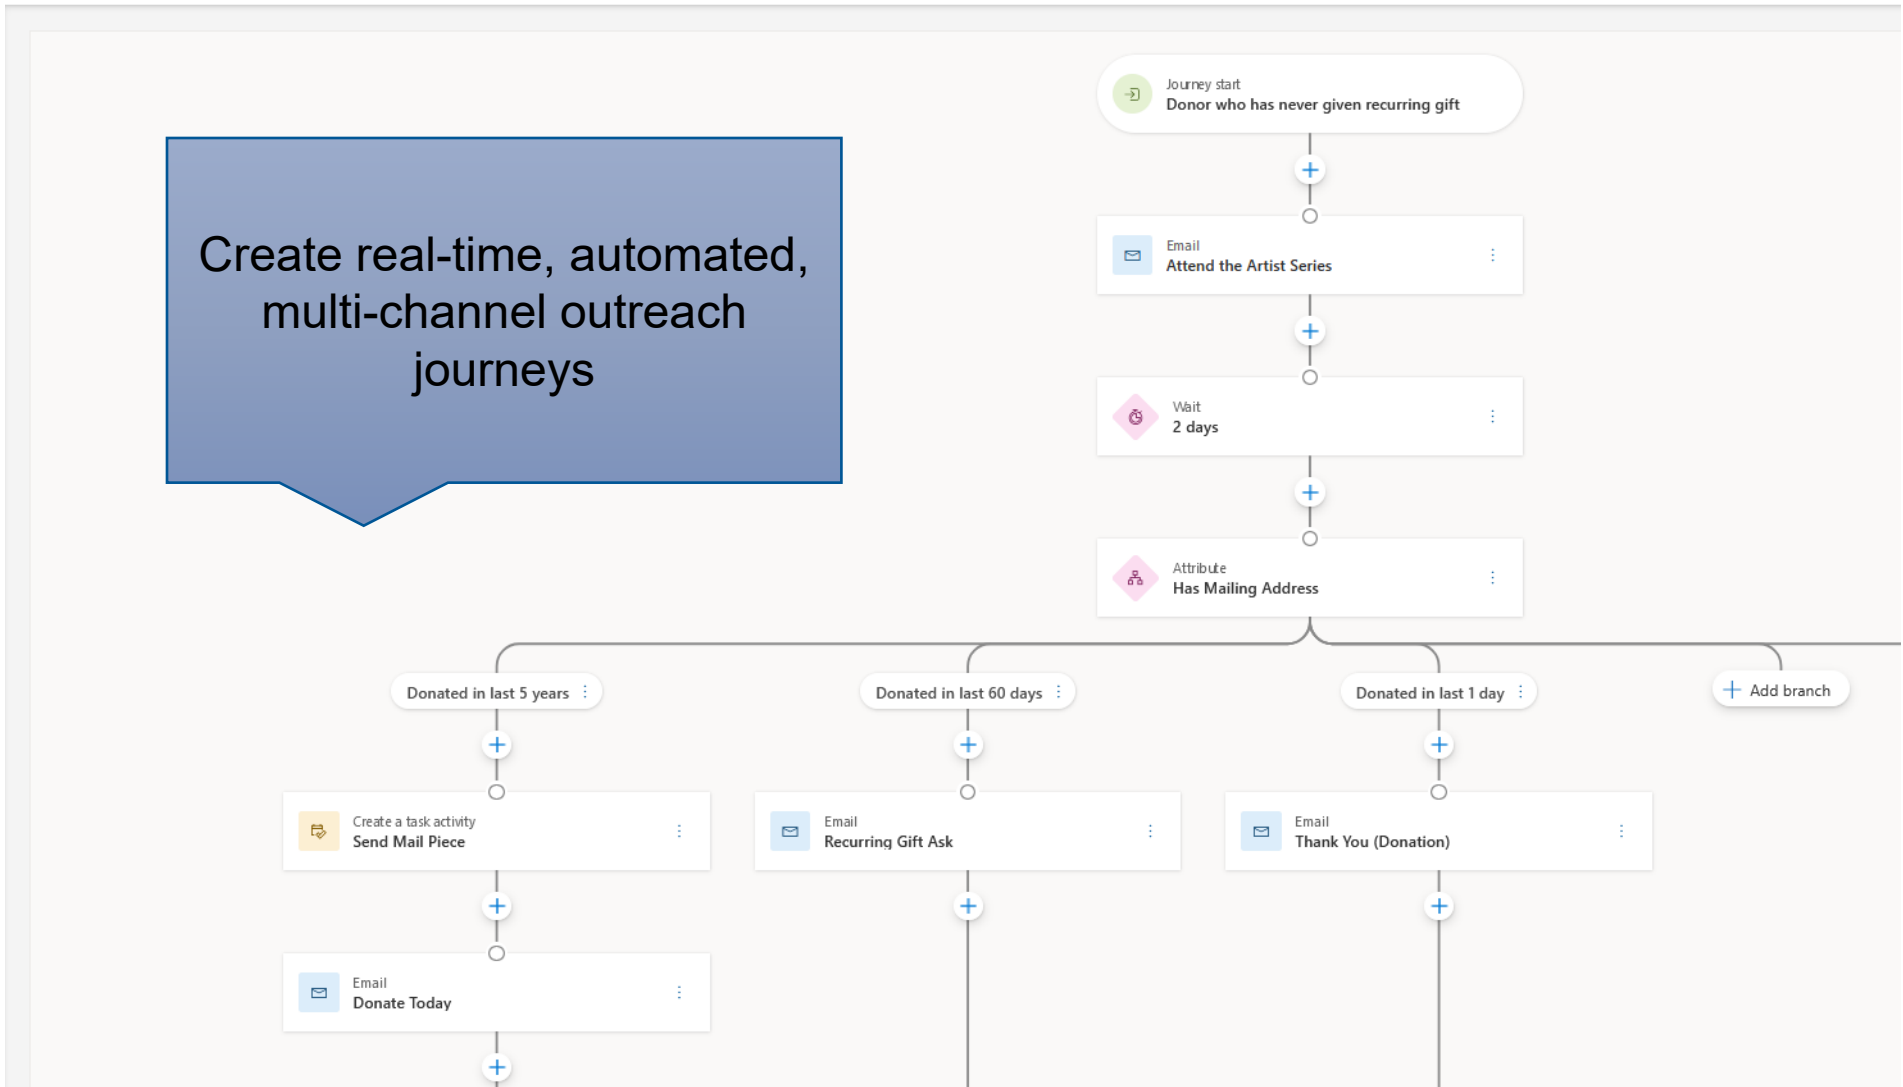 Create real-time, automated,
multi-channel outreach
journeys
Journey start
Donor who has never given recurring gift
Email
Attend the Artist Series
Wait
2 days
Attribute
Has Mailing Address
Donated in last 5 years
Donated in last 60 days
Donated in last 1 day
Add branch
Create a task activity
Send Mail Piece
Email
Recurring Gift Ask
Email
Thank You (Donation)
Email
Donate Today